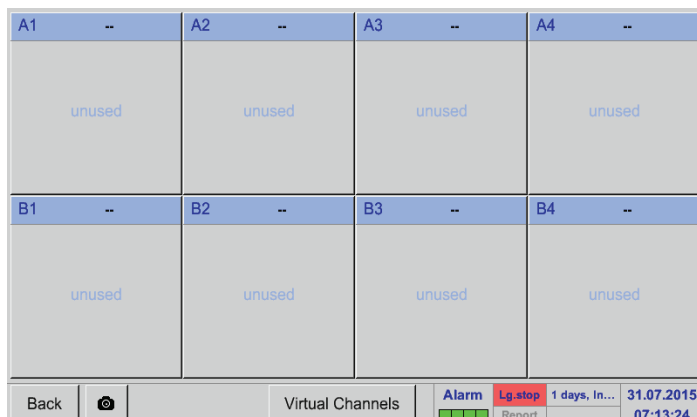 A1 -- A2 -- A3 -- A4 --
unused unused unused unused
B1 -- B2 -- B3 -- B4 --
unused unused unused unused
Back Virtual Channels Alarm Lg.stop 1 days, In... 31.07.2015
Report 07:13:24